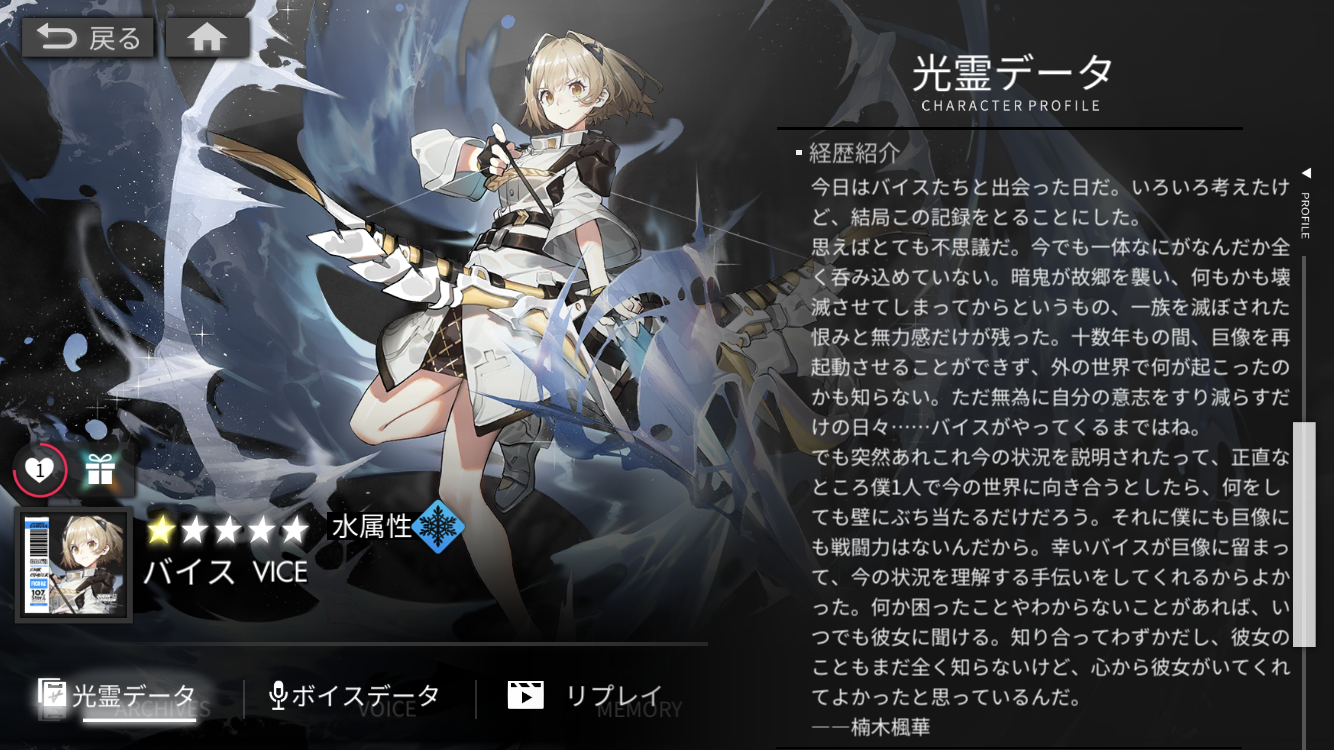 戻る
光霊データ
CHARACTER PROFILE
経歴紹介
今日はバイスたちと出会った日だ。いろいろ考えたけ
ど、結局この記録をとることにした。
思えばとても不思議だ。今でも一体なにがなんだか全
く呑み込めていない。暗鬼が故郷を襲い、何もかも壊
滅させてしまってからというもの、一族を滅ぼされた
恨みと無力感だけが残った。十数年もの間、巨像を再
起動させることができず、外の世界で何が起こったの
かも知らない。ただ無為に自分の意志をすり減らすだ
けの日々……バイスがやってくるまではね。
でも突然あれこれ今の状況を説明されたって、正直な
ところ僕1人で今の世界に向き合うとしたら、何をし
ても壁にぶち当たるだけだろう。それに僕にも巨像に
も戦闘力はないんだから。幸いバイスが巨像に留まっ
て、今の状況を理解する手伝いをしてくれるからよか
った。何か困ったことやわからないことがあれば、い
つでも彼女に聞ける。知り合ってわずかだし、彼女の
こともまだ全く知らないけど、心から彼女がいてくれ
てよかったと思っているんだ。
——楠木楓華
PROFILE
1
水属性
バイス VICE
107
光霊データ
ARCHIVES
ボイスデータ
VOICE
リプレイ
MEMORY